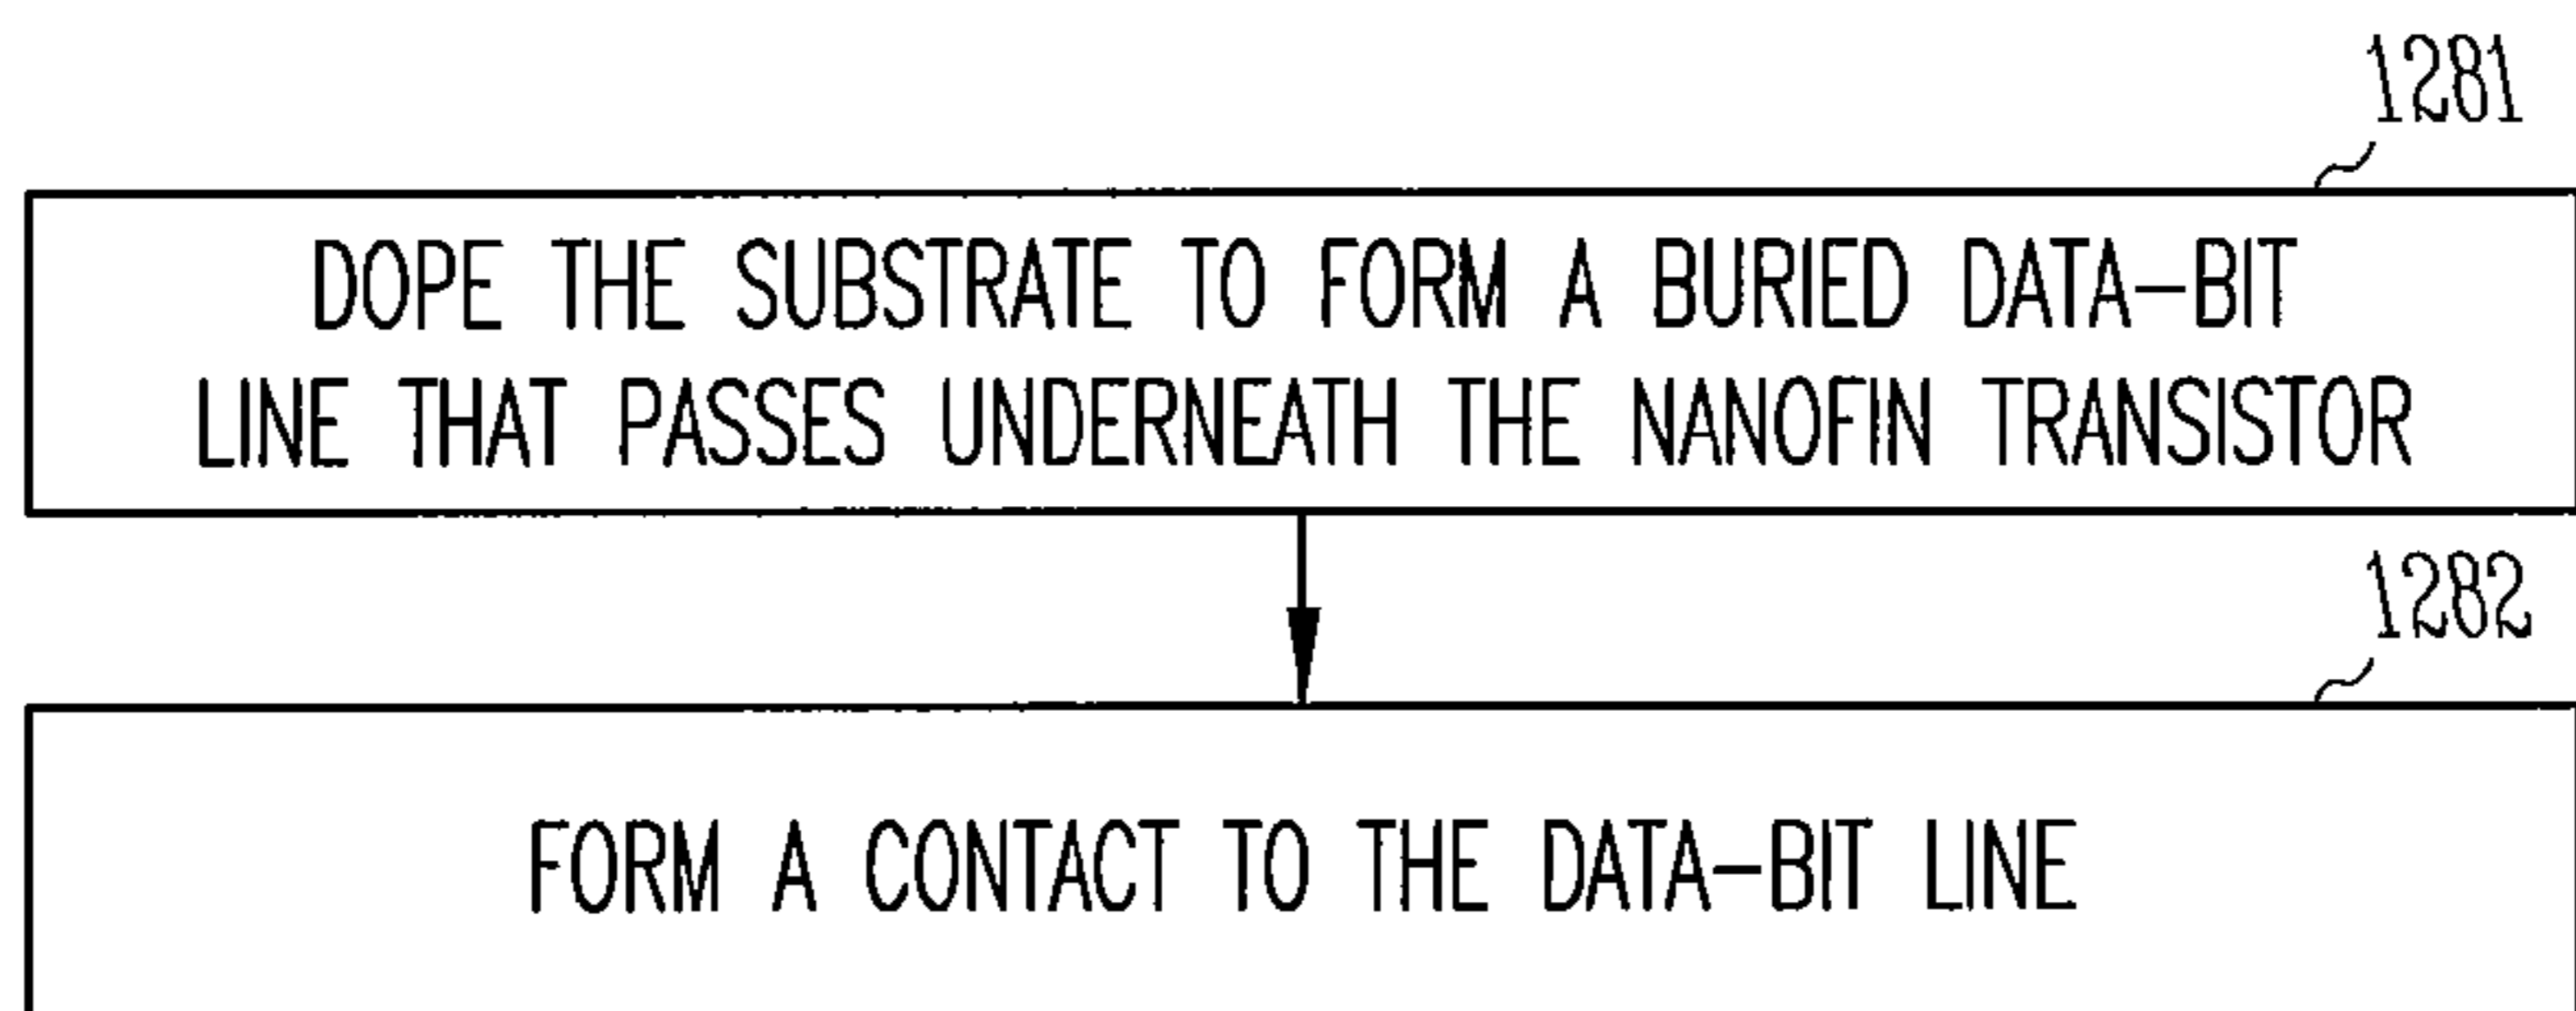 1281
DOPE THE SUBSTRATE TO FORM A BURIED DATA-BIT
LINE THAT PASSES UNDERNEATH THE NANOFIN TRANSISTOR
1282
FORM A CONTACT TO THE DATA-BIT LINE